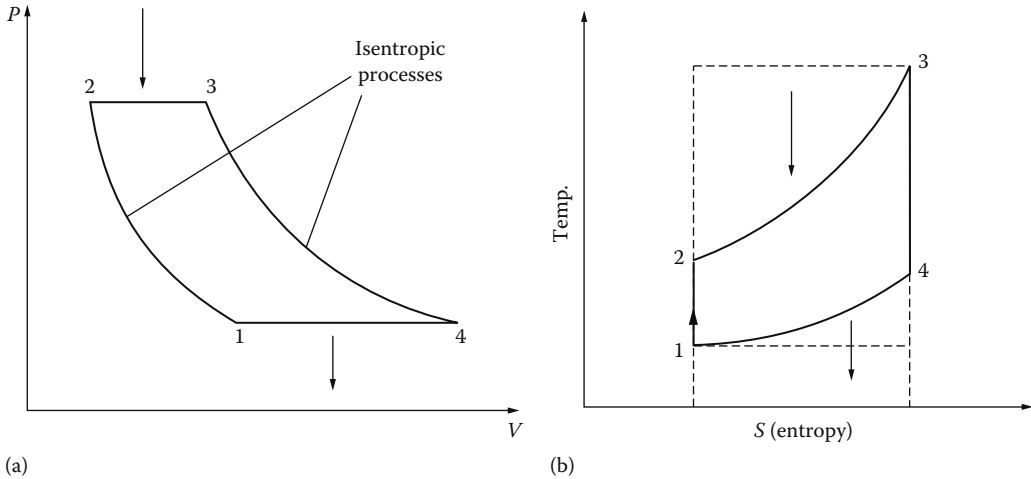 P
2
3
Isentropic
processes
1
4
V
(a)
Temp.
3
2
4
1
S (entropy)
(b)